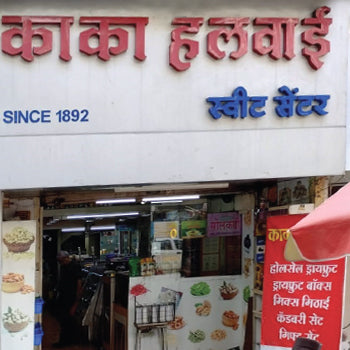 काका हलवाई
SINCE 1892
स्वीट सेंटर
होलसेल ड्रायफ्रुट
ड्रायफ्रुट बॉक्स
मिक्स मिठाई
कॅडबरी सेट
गिफ्ट सेट